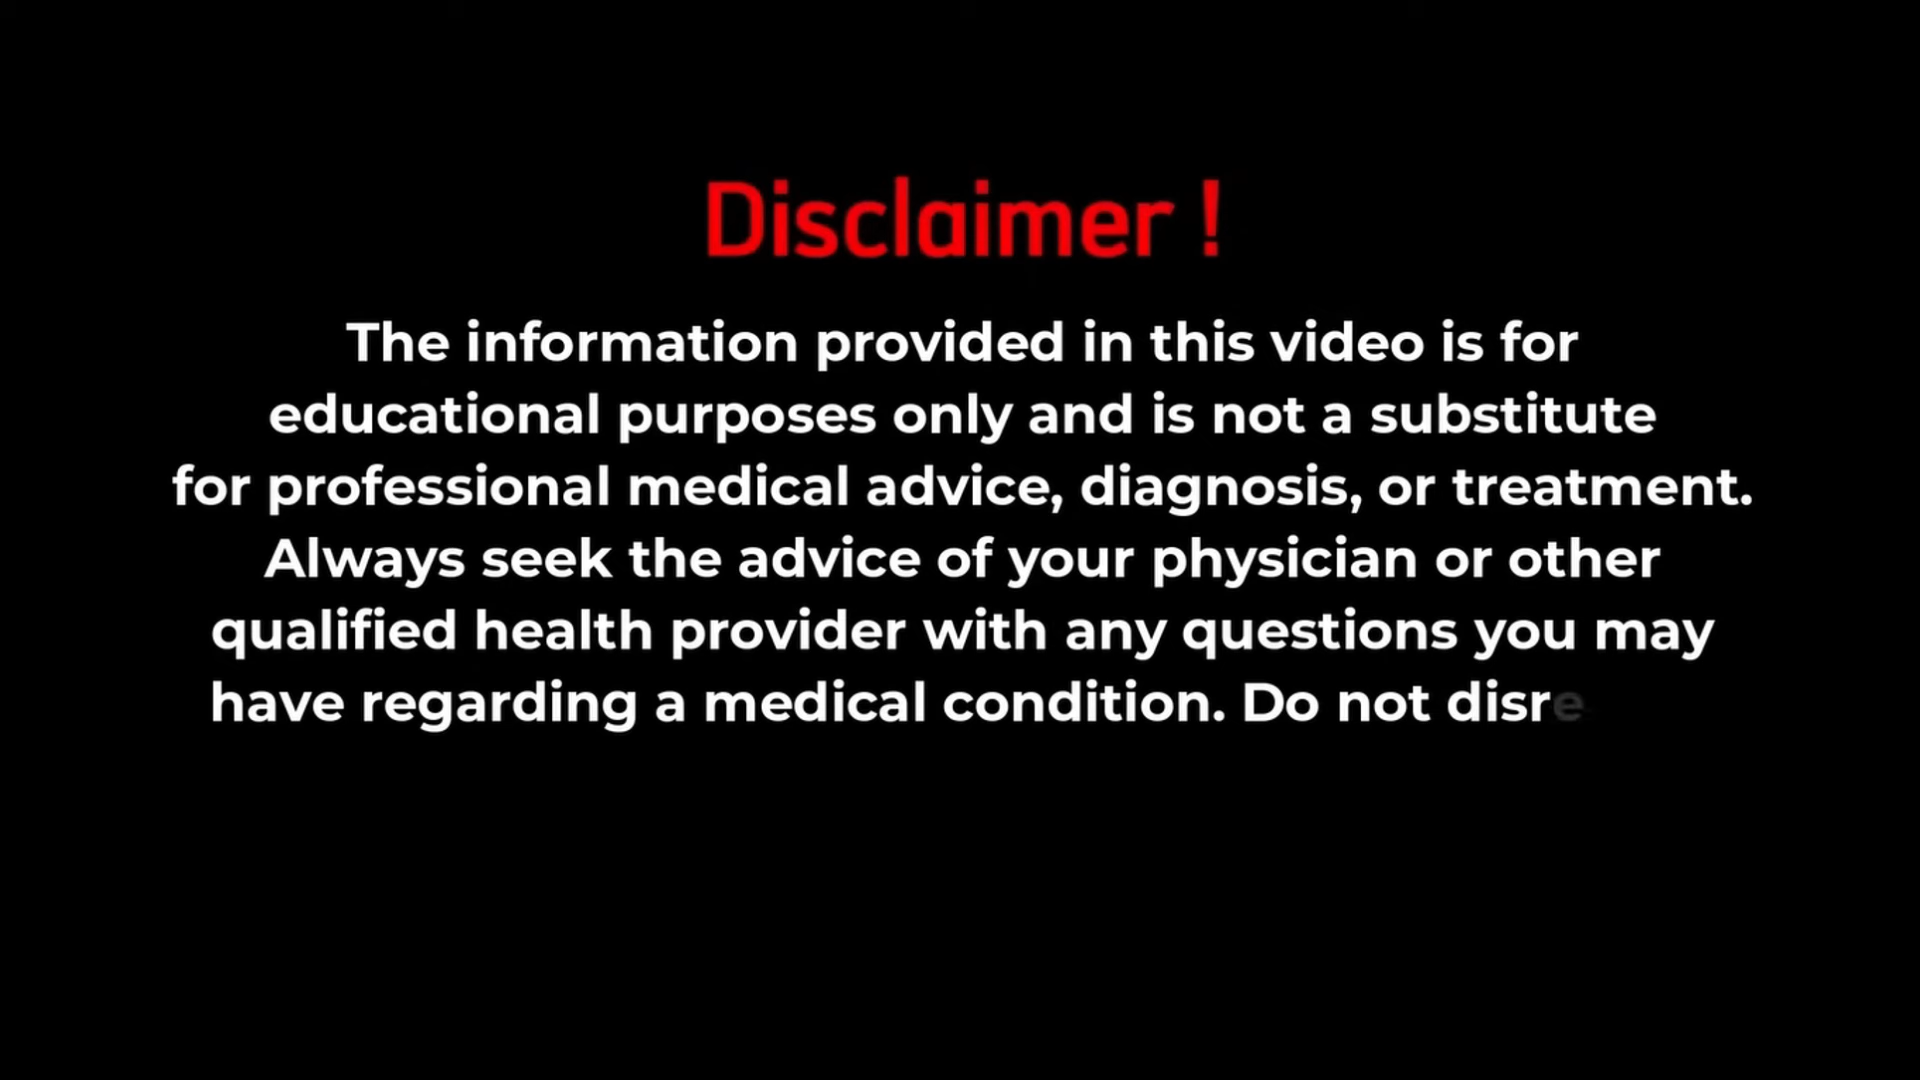 Disclaimer !
The information provided in this video is for
educational purposes only and is not a substitute
for professional medical advice, diagnosis, or treatment.
Always seek the advice of your physician or other
qualified health provider with any questions you may
have regarding a medical condition. Do not disre